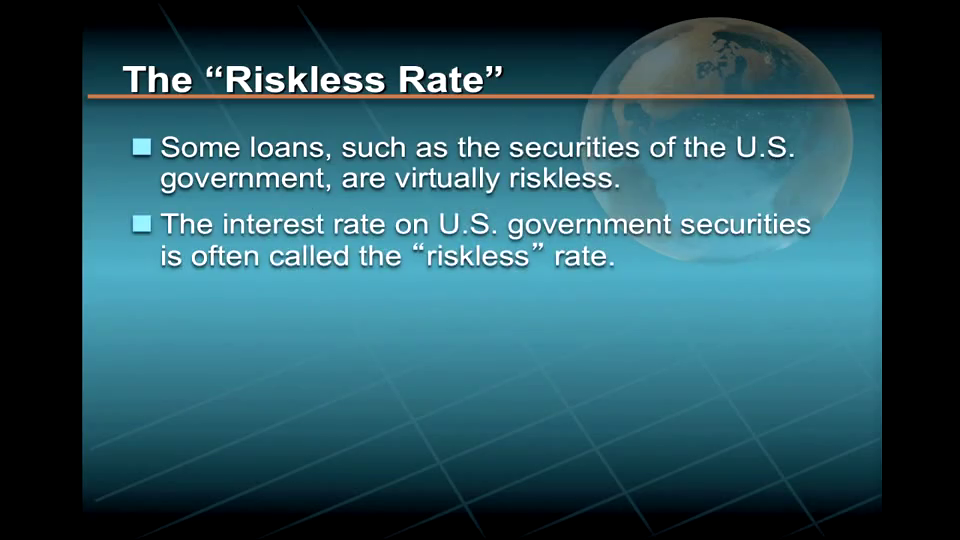 The “Riskless Rate”
Some loans, such as the securities of the U.S.
government, are virtually riskless.
The interest rate on U.S. government securities
is often called the “riskless” rate.